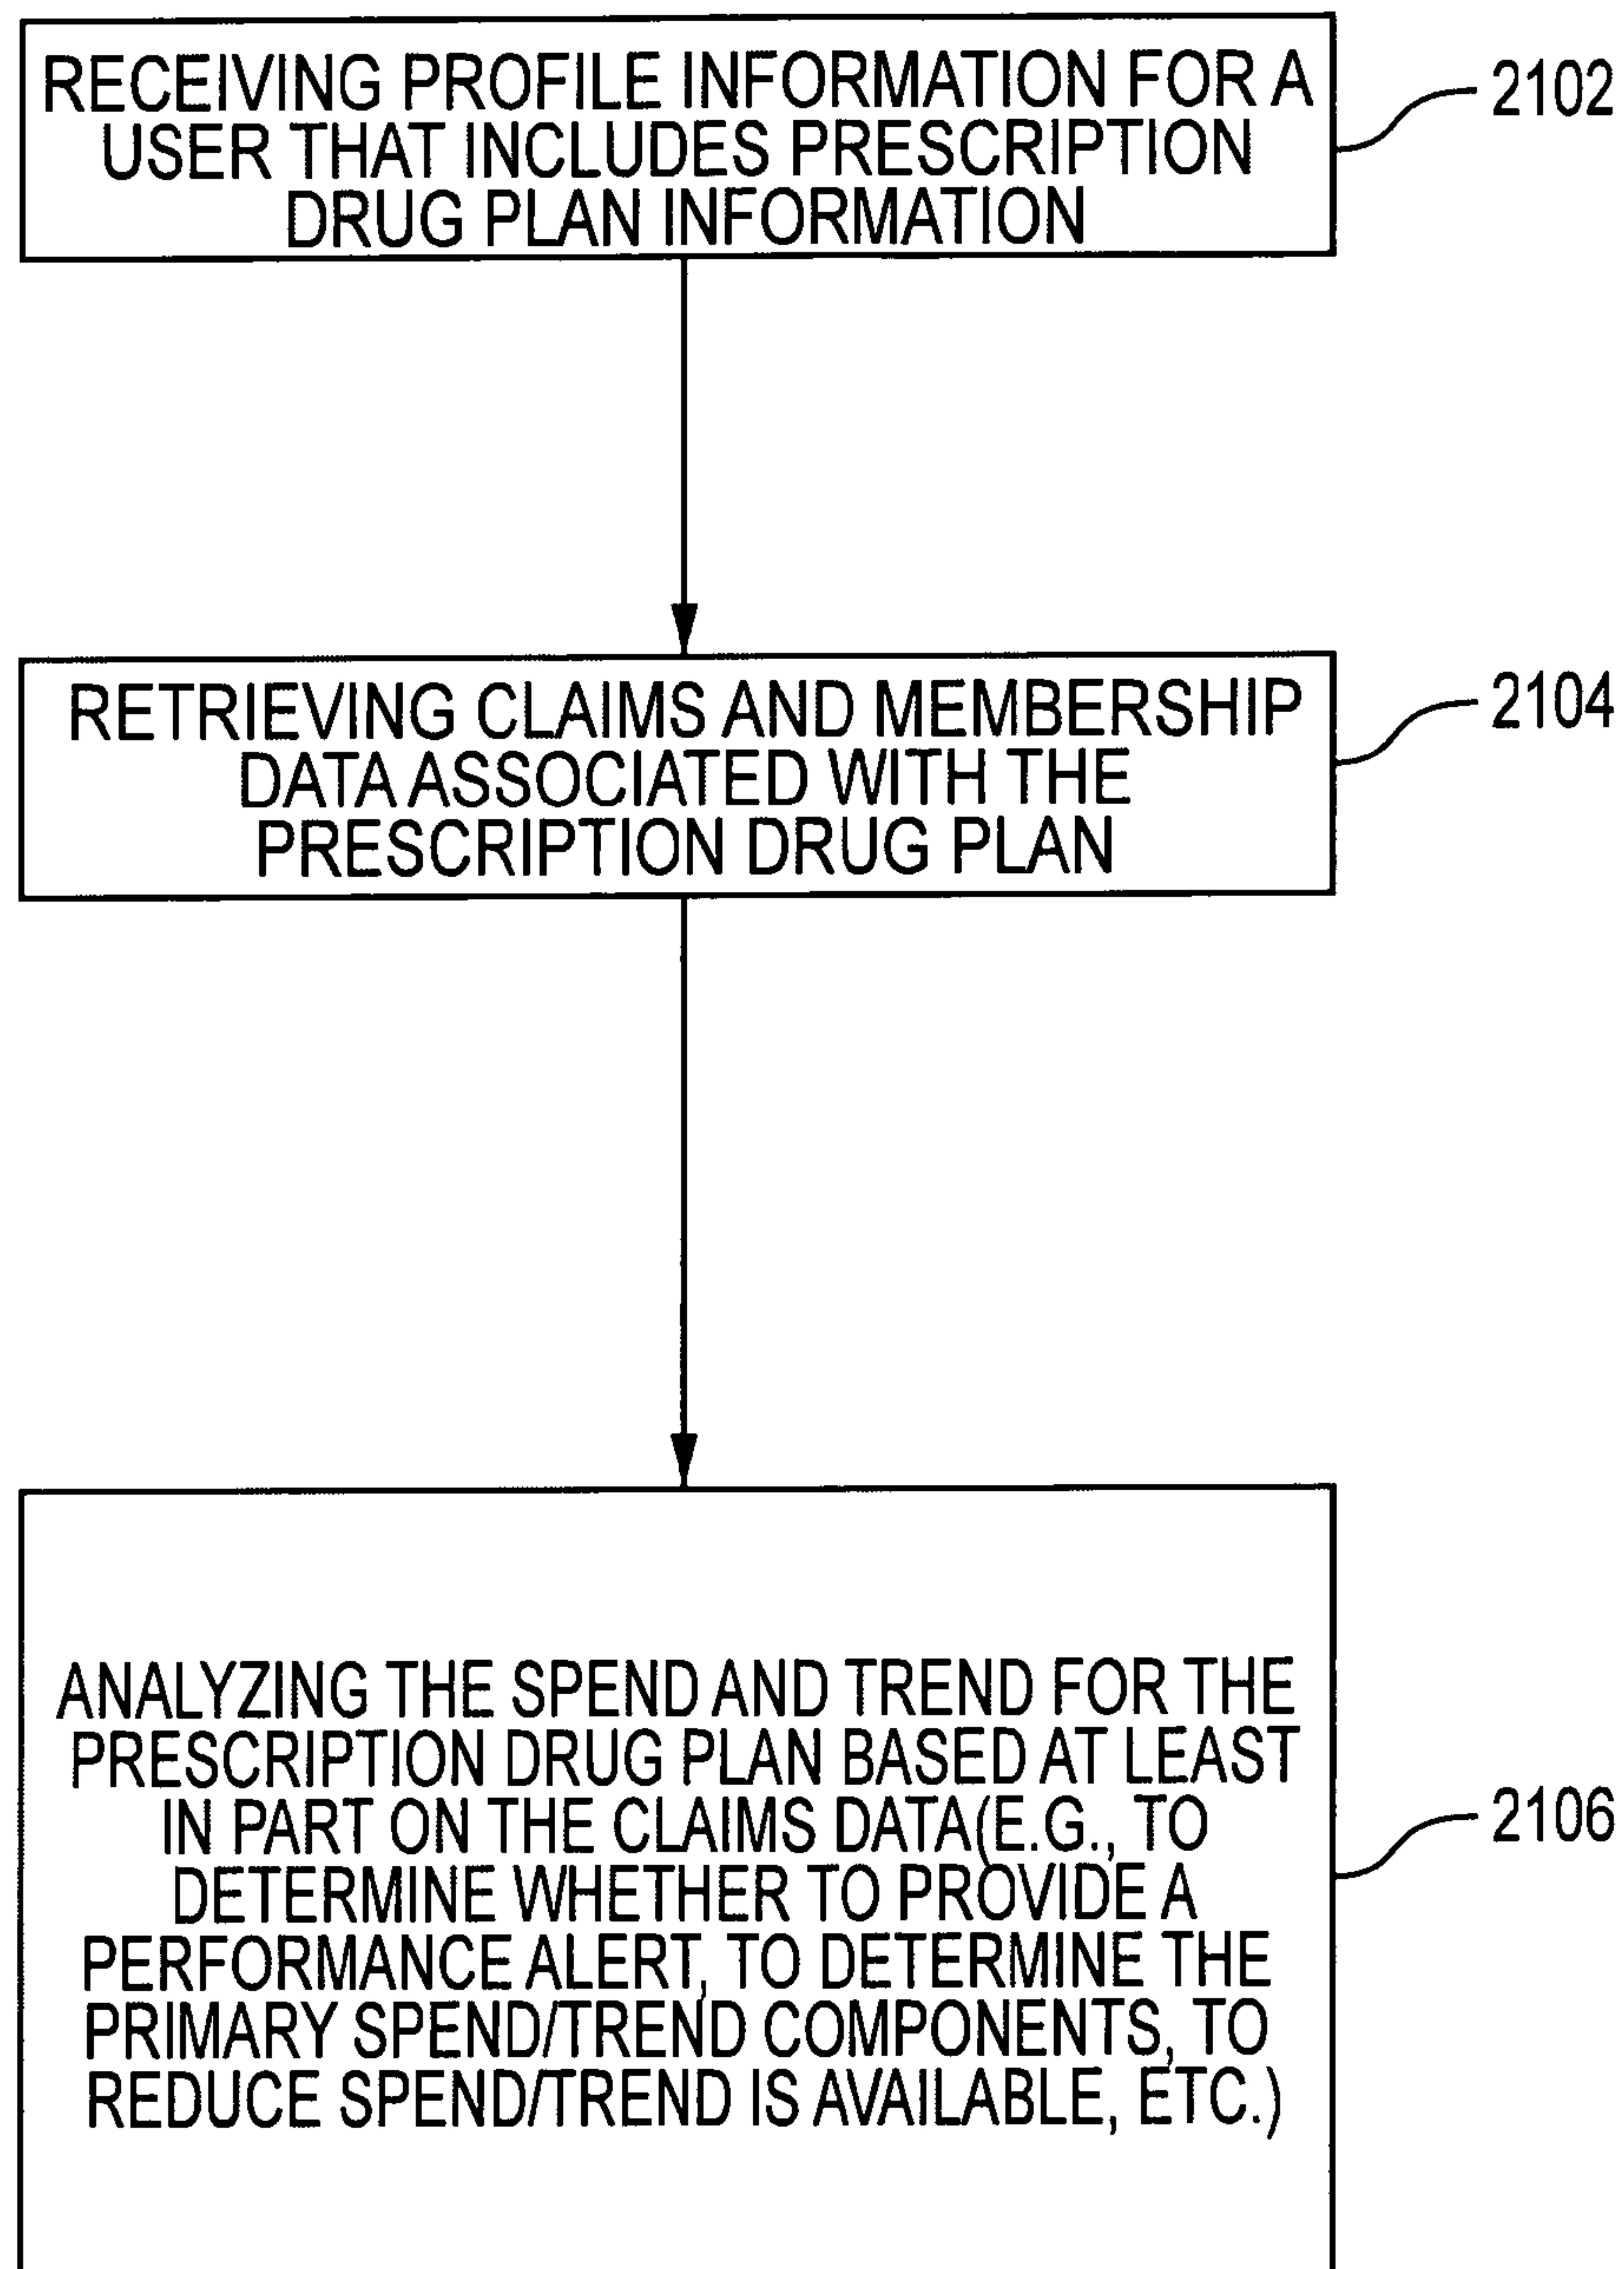 RECEIVING PROFILE INFORMATION FOR A
USER THAT INCLUDES PRESCRIPTION
DRUG PLAN INFORMATION
2102
RETRIEVING CLAIMS AND MEMBERSHIP
DATA ASSOCIATED WITH THE
PRESCRIPTION DRUG PLAN
2104
ANALYZING THE SPEND AND TREND FOR THE
PRESCRIPTION DRUG PLAN BASED AT LEAST
IN PART ON THE CLAIMS DATA(E.G., TO
DETERMINE WHETHER TO PROVIDE A
PERFORMANCE ALERT, TO DETERMINE THE
PRIMARY SPEND/TREND COMPONENTS, TO
REDUCE SPEND/TREND IS AVAILABLE, ETC.)
2106